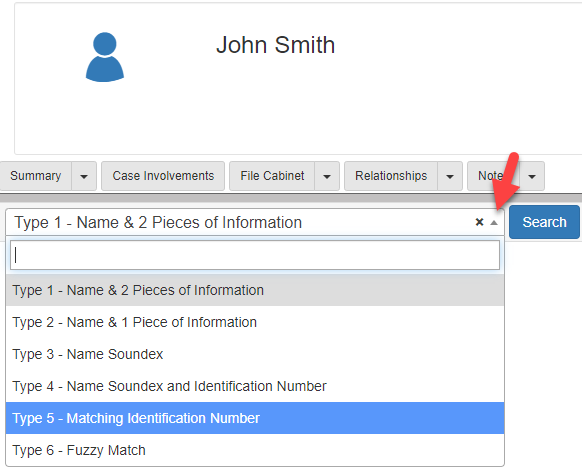 John Smith
Summary Case Involvements File Cabinet Relationships
Type 1 - Name & 2 Pieces of Information × Search
Type 1 - Name & 2 Pieces of Information
Type 2 - Name & 1 Piece of Information
Type 3 - Name Soundex
Type 4 - Name Soundex and Identification Number
Type 5 - Matching Identification Number
Type 6 - Fuzzy Match